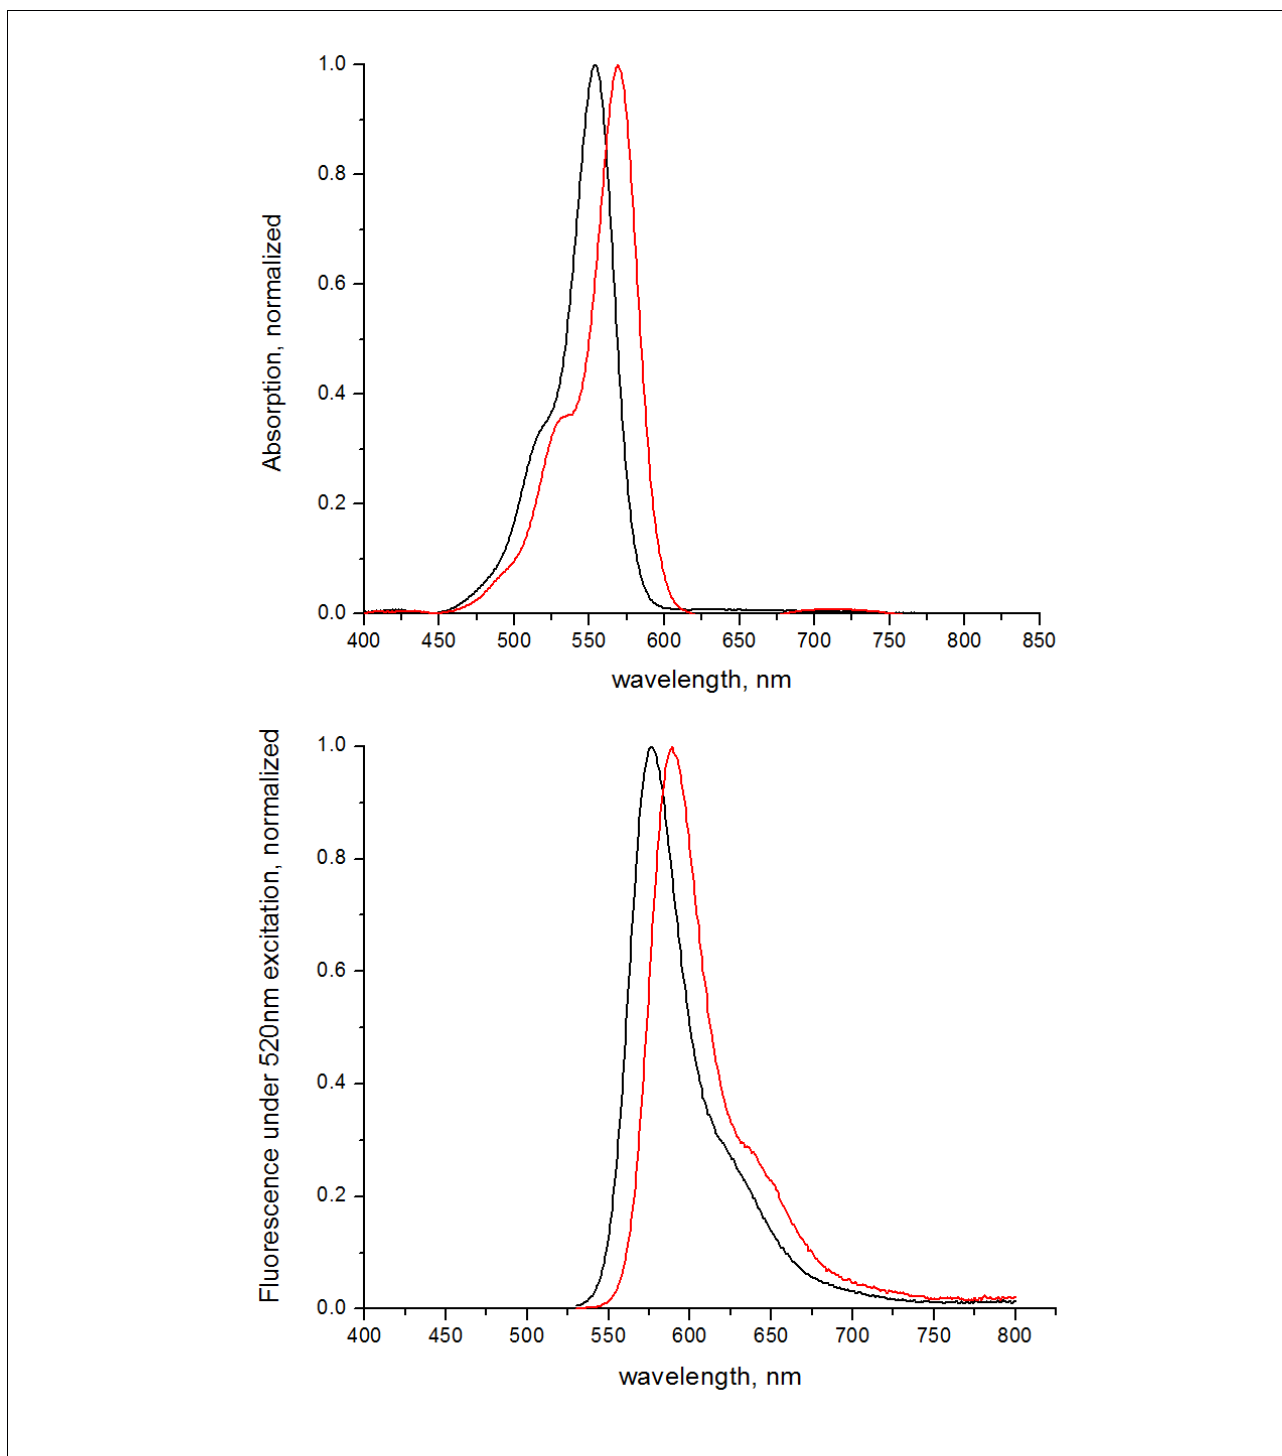 Absorption, normalized
1.0
0.8
0.6
0.4
0.2
0.0
400 450 500 550 600 650 700 750 800 850
wavelength, nm
Fluorescence under 520nm excitation, normalized
1.0
0.8
0.6
0.4
0.2
0.0
400 450 500 550 600 650 700 750 800
wavelength, nm